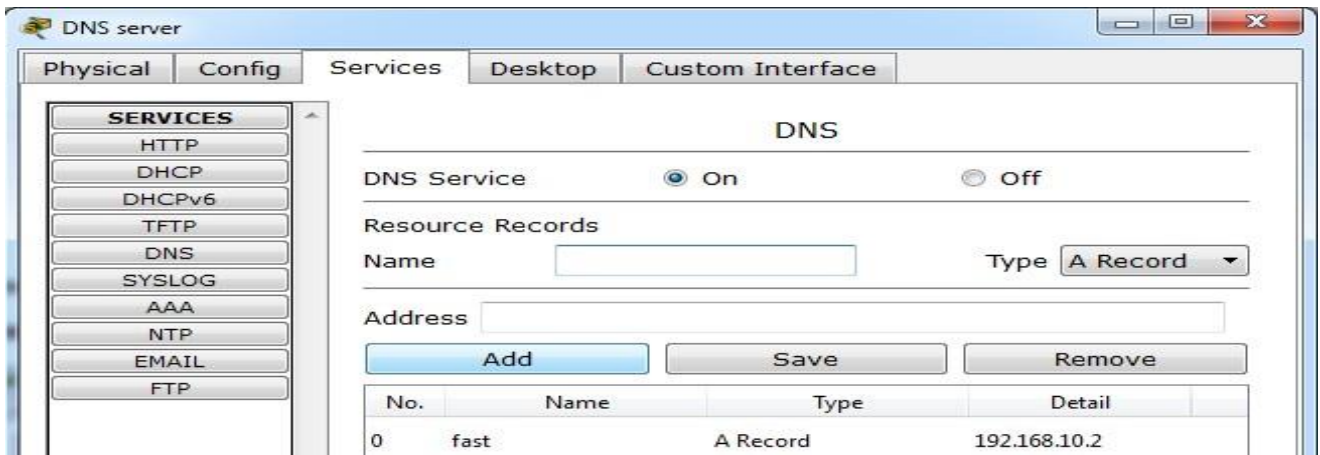 DNS server
Physical Config Services Desktop Custom Interface
SERVICES
HTTP
DHCP
DHCPv6
TFTP
DNS
SYSLOG
AAA
NTP
EMAIL
FTP
DNS
DNS Service On Off
Resource Records
Name Type A Record
Address
Add Save Remove
No. Name Type Detail
0 fast A Record 192.168.10.2